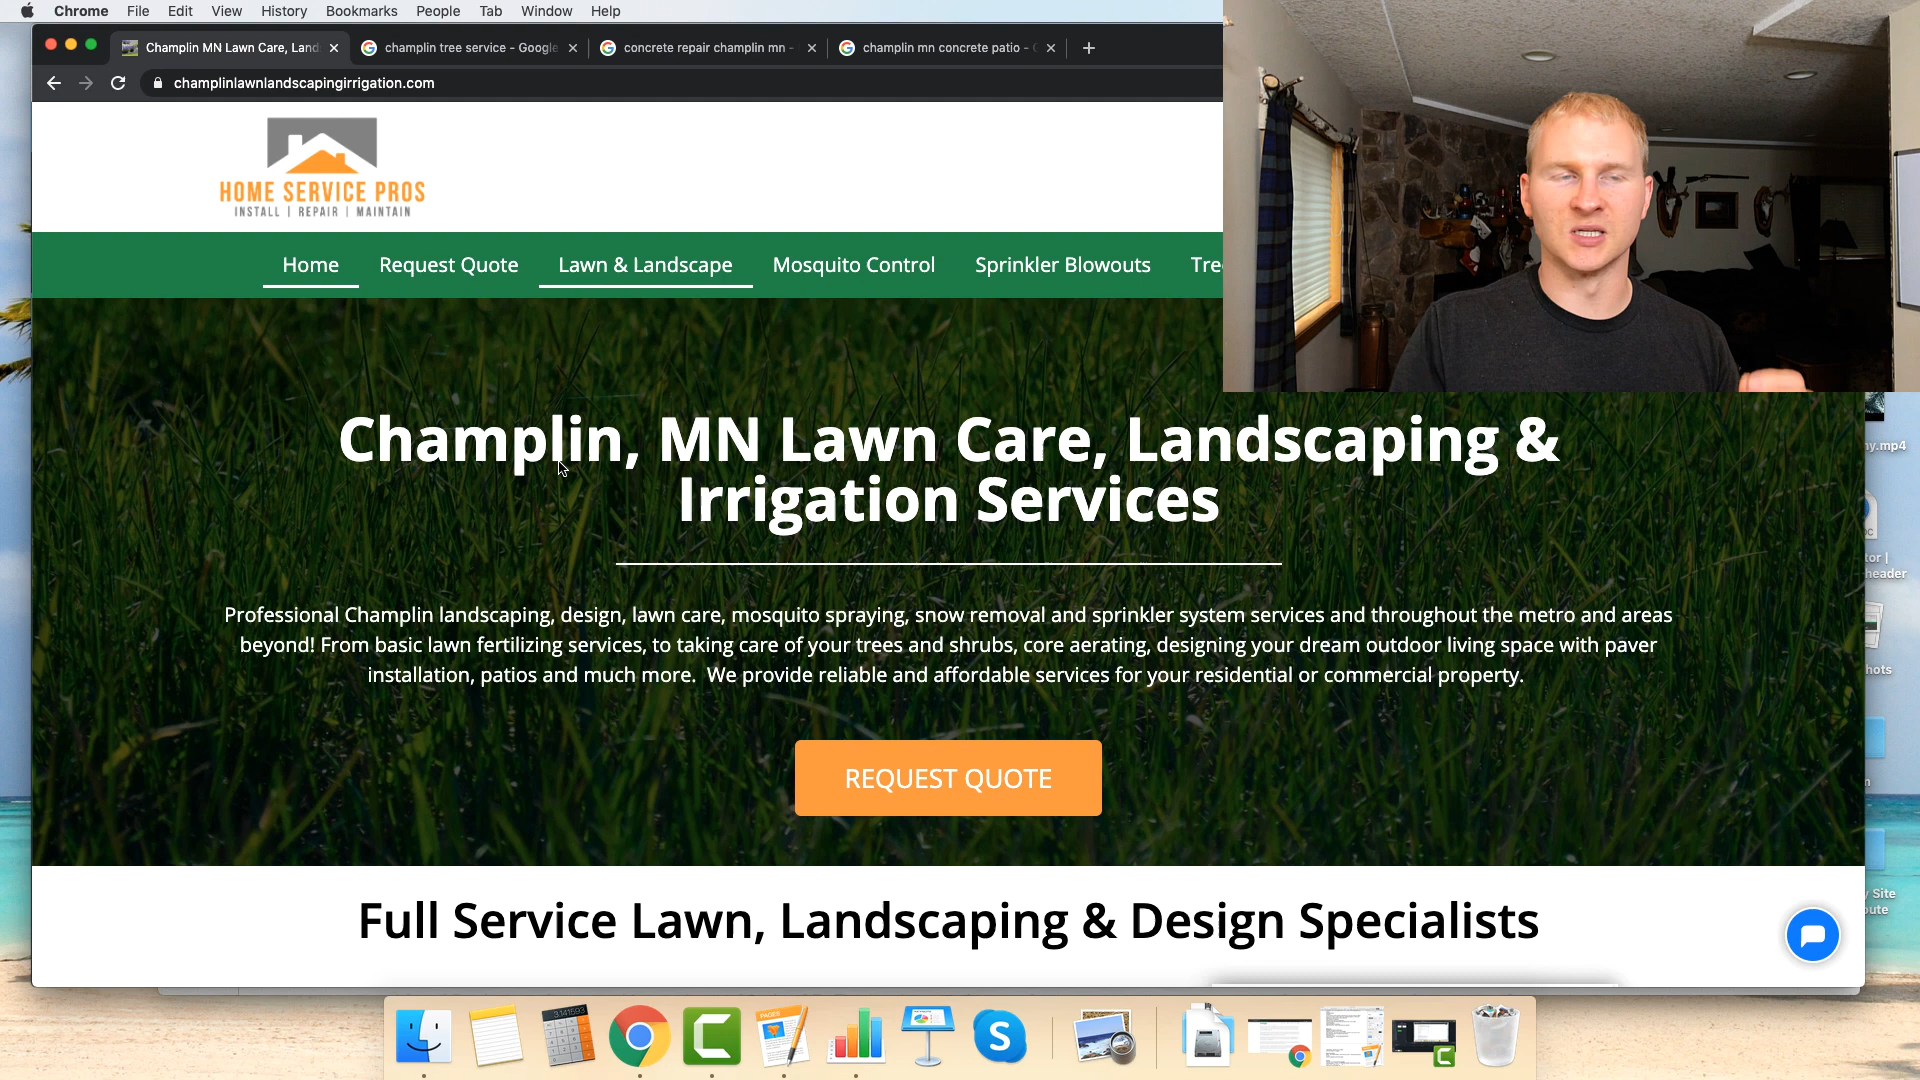 Chrome File Edit View History Bookmarks People Tab Window Help
Champlin MN Lawn Care, Land
champlin tree service - Google
concrete repair champlin mn -
champlin mn concrete patio -
champlinlawnlandscapingirrigation.com
HOME SERVICE PROS
INSTALL | REPAIR | MAINTAIN
Home Request Quote Lawn & Landscape Mosquito Control Sprinkler Blowouts
Champlin, MN Lawn Care, Landscaping &
Irrigation Services
Professional Champlin landscaping, design, lawn care, mosquito spraying, snow removal and sprinkler system services and throughout the metro and areas
beyond! From basic lawn fertilizing services, to taking care of your trees and shrubs, core aerating, designing your dream outdoor living space with paver
installation, patios and much more. We provide reliable and affordable services for your residential or commercial property.
REQUEST QUOTE
Full Service Lawn, Landscaping & Design Specialists
header
Site
PAGES
3.141593